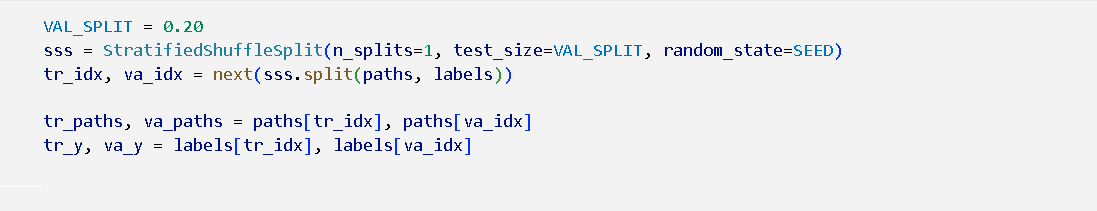 VAL_SPLIT = 0.20
sss = StratifiedShuffleSplit(n_splits=1, test_size=VAL_SPLIT, random_state=SEED)
tr_idx, va_idx = next(sss.split(paths, labels))
tr_paths, va_paths = paths[tr_idx], paths[va_idx]
tr_y, va_y = labels[tr_idx], labels[va_idx]